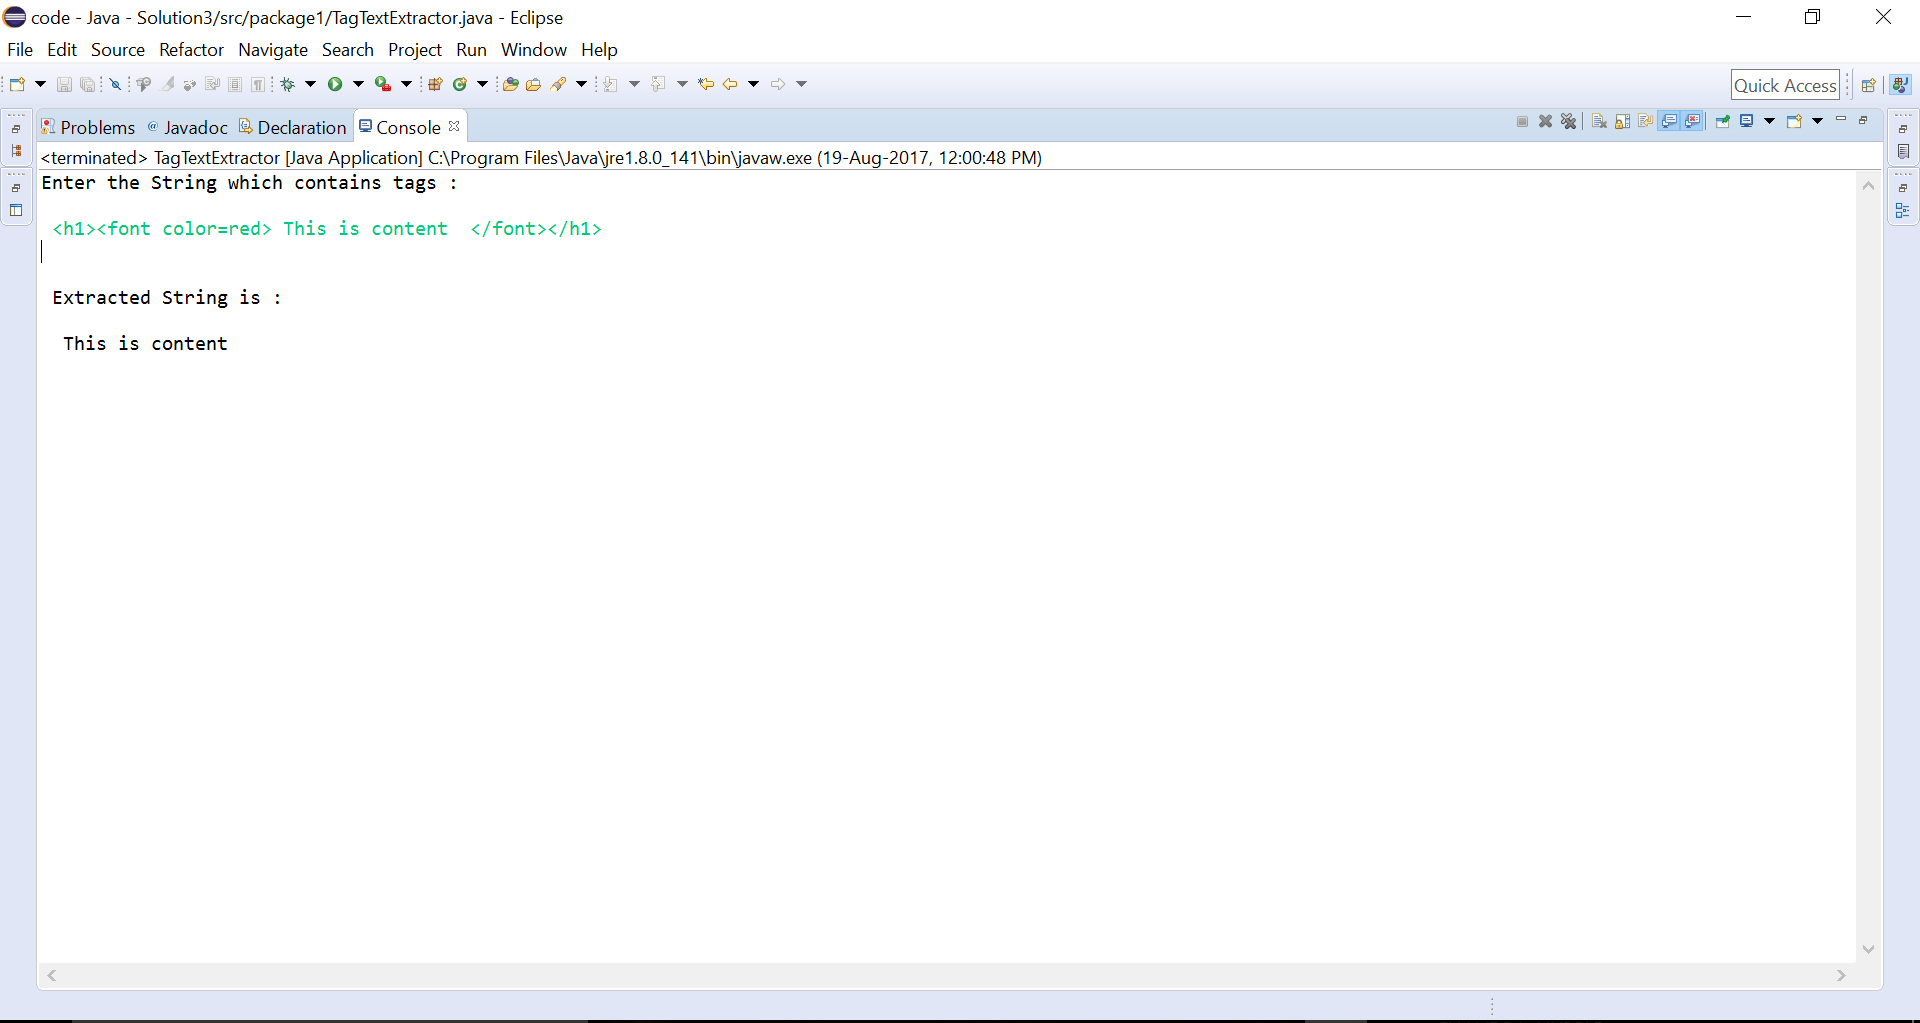 code - Java - Solution3/src/package1/TagTextExtractor.java - Eclipse
File Edit Source Refactor Navigate Search Project Run Window Help
Quick Access
Problems @ Javadoc Declaration Console
<terminated> TagTextExtractor [Java Application] C:\Program Files\Java\jre1.8.0_141\bin\javaw.exe (19-Aug-2017, 12:00:48 PM)
Enter the String which contains tags :
<h1><font color=red> This is content  </font></h1>
Extracted String is :
This is content